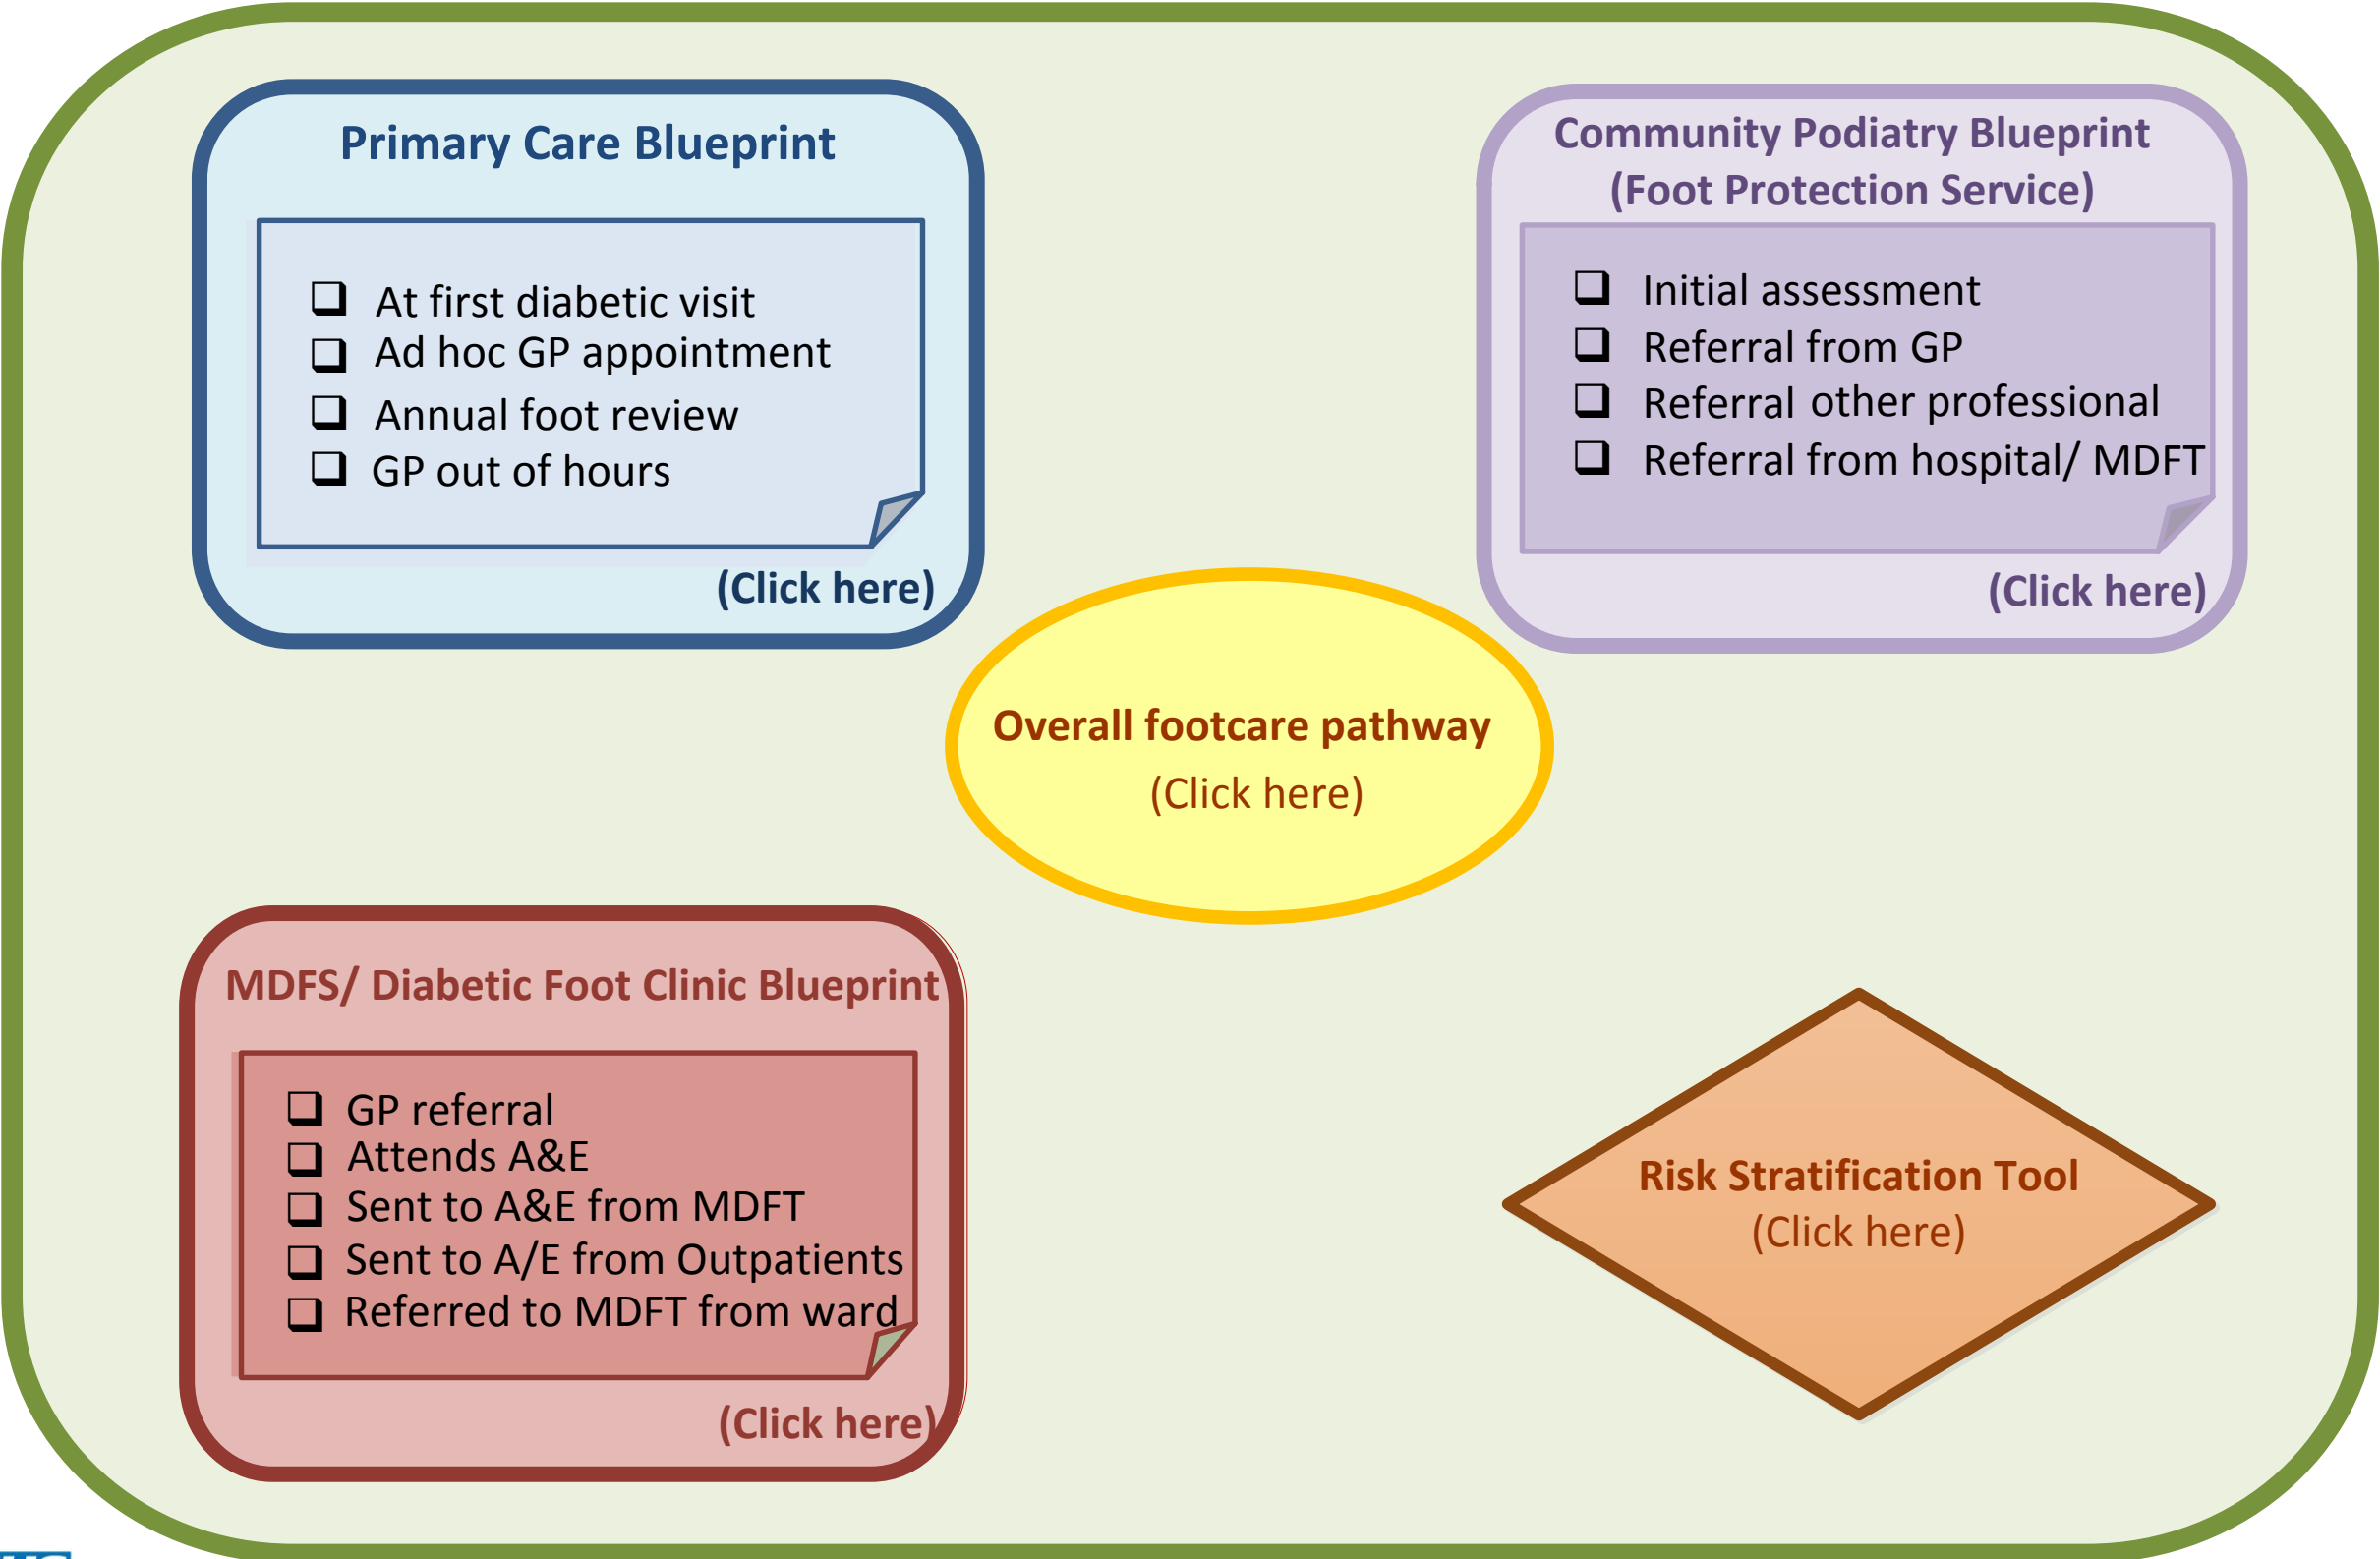 Primary Care Blueprint
At first diabetic visit
Ad hoc GP appointment
Annual foot review
GP out of hours
(Click here)
Community Podiatry Blueprint
(Foot Protection Service)
Initial assessment
Referral from GP
Referral other professional
Referral from hospital/ MDFT
(Click here)
Overall footcare pathway
(Click here)
MDFS/ Diabetic Foot Clinic Blueprint
GP referral
Attends A&E
Sent to A&E from MDFT
Sent to A/E from Outpatients
Referred to MDFT from ward
(Click here)
Risk Stratification Tool
(Click here)